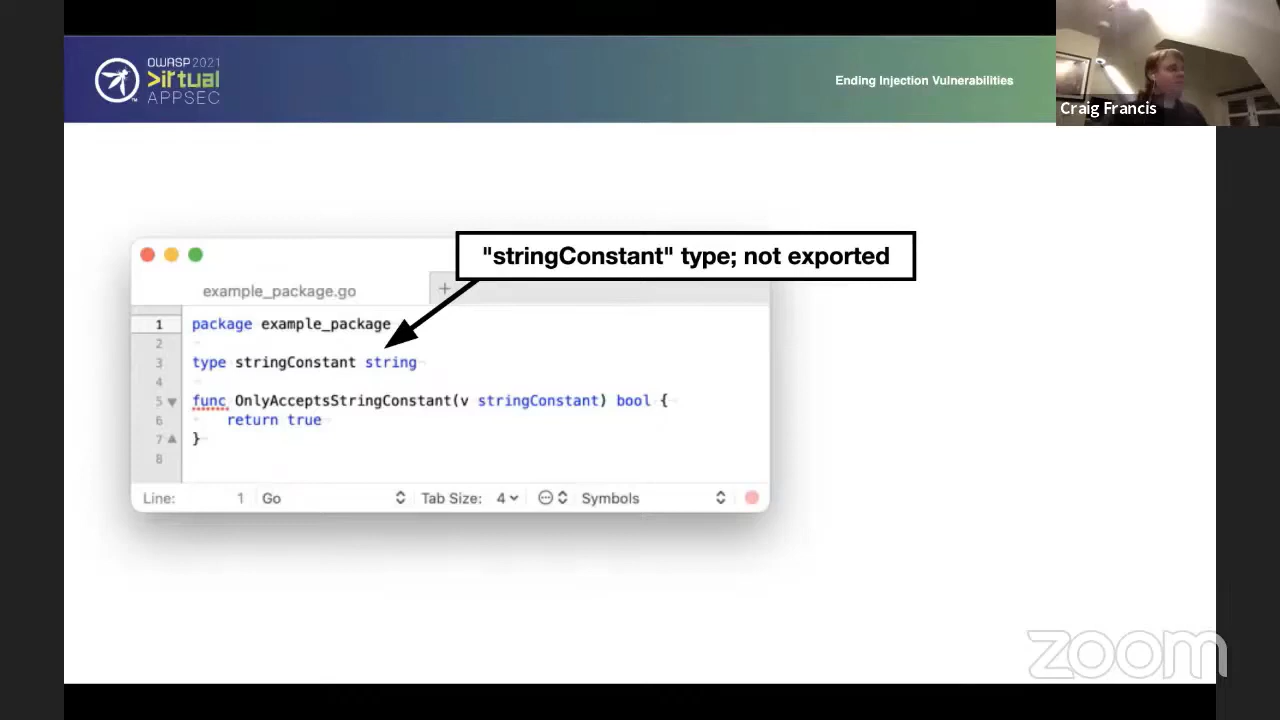 OWASP 2021
>irtual
APPSEC
Ending Injection Vulnerabilities
Craig Francis
"stringConstant" type; not exported
example_package.go
+
1 package example_package
2
3 type stringConstant string
4
5 func OnlyAcceptsStringConstant(v stringConstant) bool {
6 return true
7 }
8
Line: 1 Go Tab Size: 4 Symbols
zoom